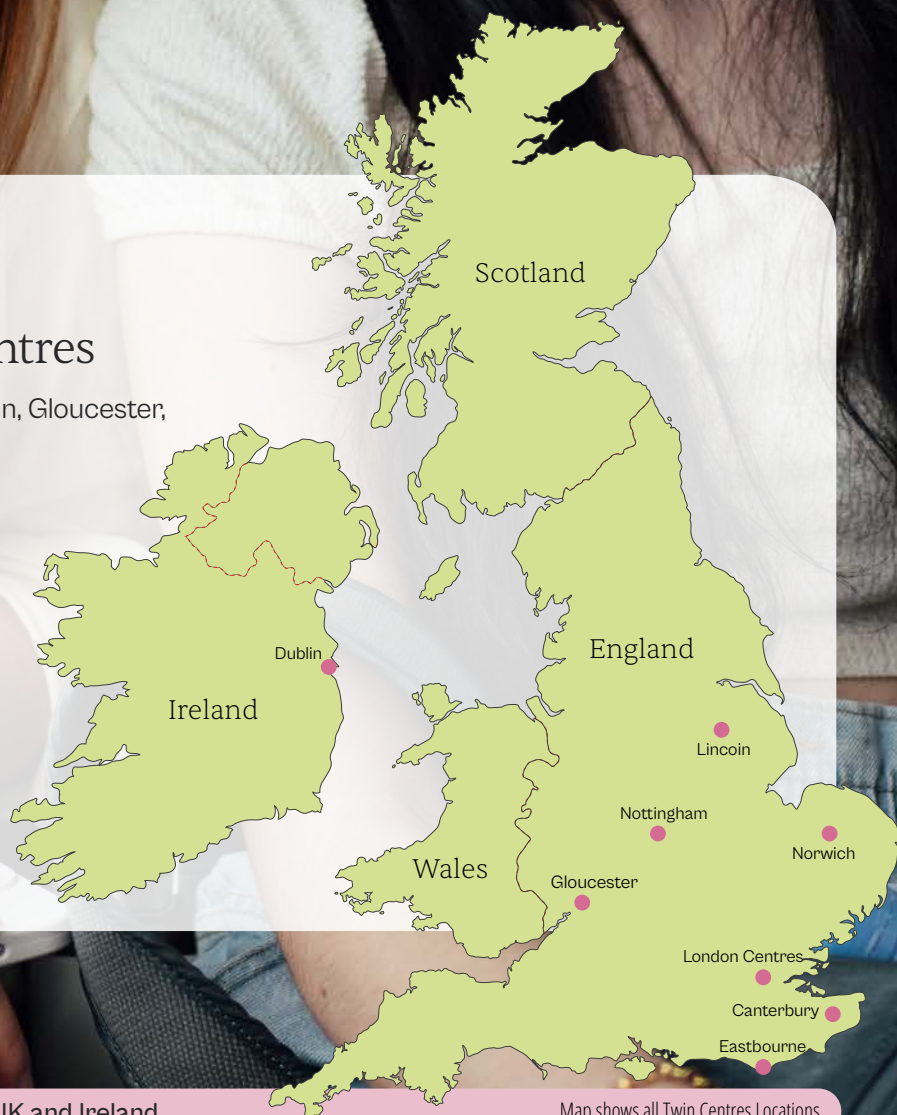 Scotland
ntres
n, Gloucester,
England
Dublin
Ireland
Lincoin
Nottingham
Norwich
Wales
Gloucester
London Centres
Canterbury
Eastbourne
UK and Ireland
Map shows all Twin Centres Locations